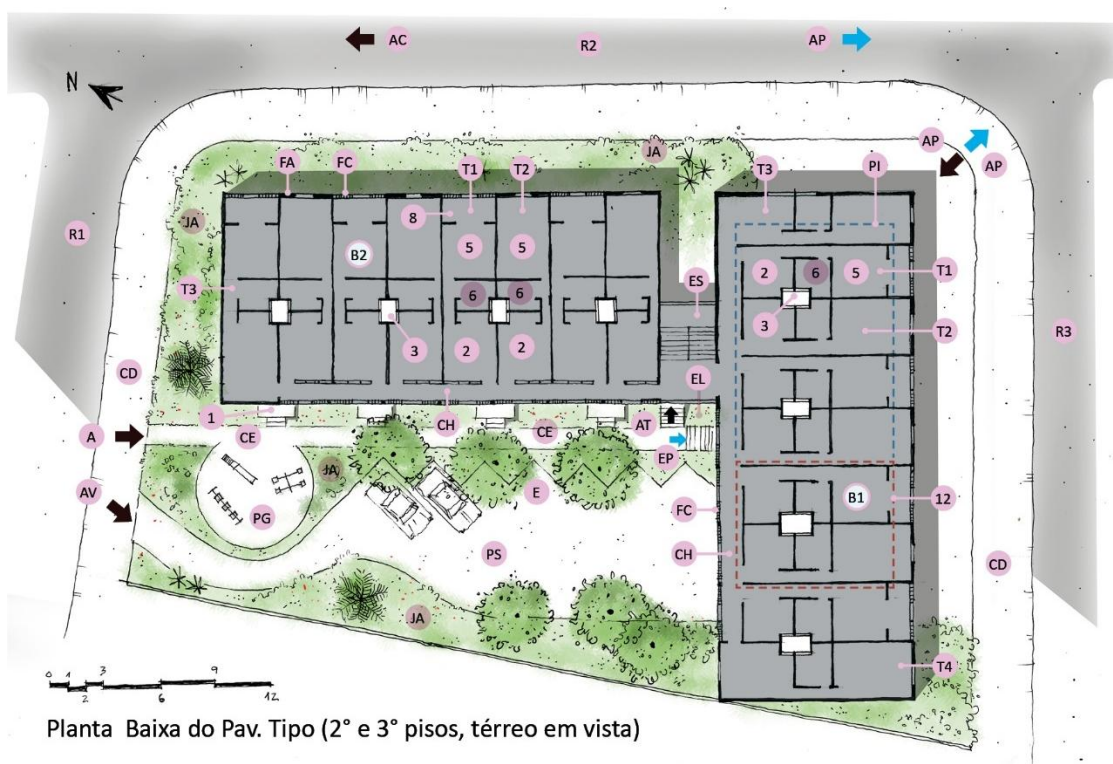 AC R2 AP
N
JA AP
FA FC T1 T2 T3 PI AP
8
JA
R1 B2 5 5 2 6 5 T1
T3 ES
6 6 3 T2 R3
3 2 2
CD EL
1 CH AT
A CE CE
EP
AV JA E FC B1 12
PG
PS CH CD
JA
T4
0 1 3 9
2 6 12
Planta Baixa do Pav. Tipo (2° e 3° pisos, térreo em vista)